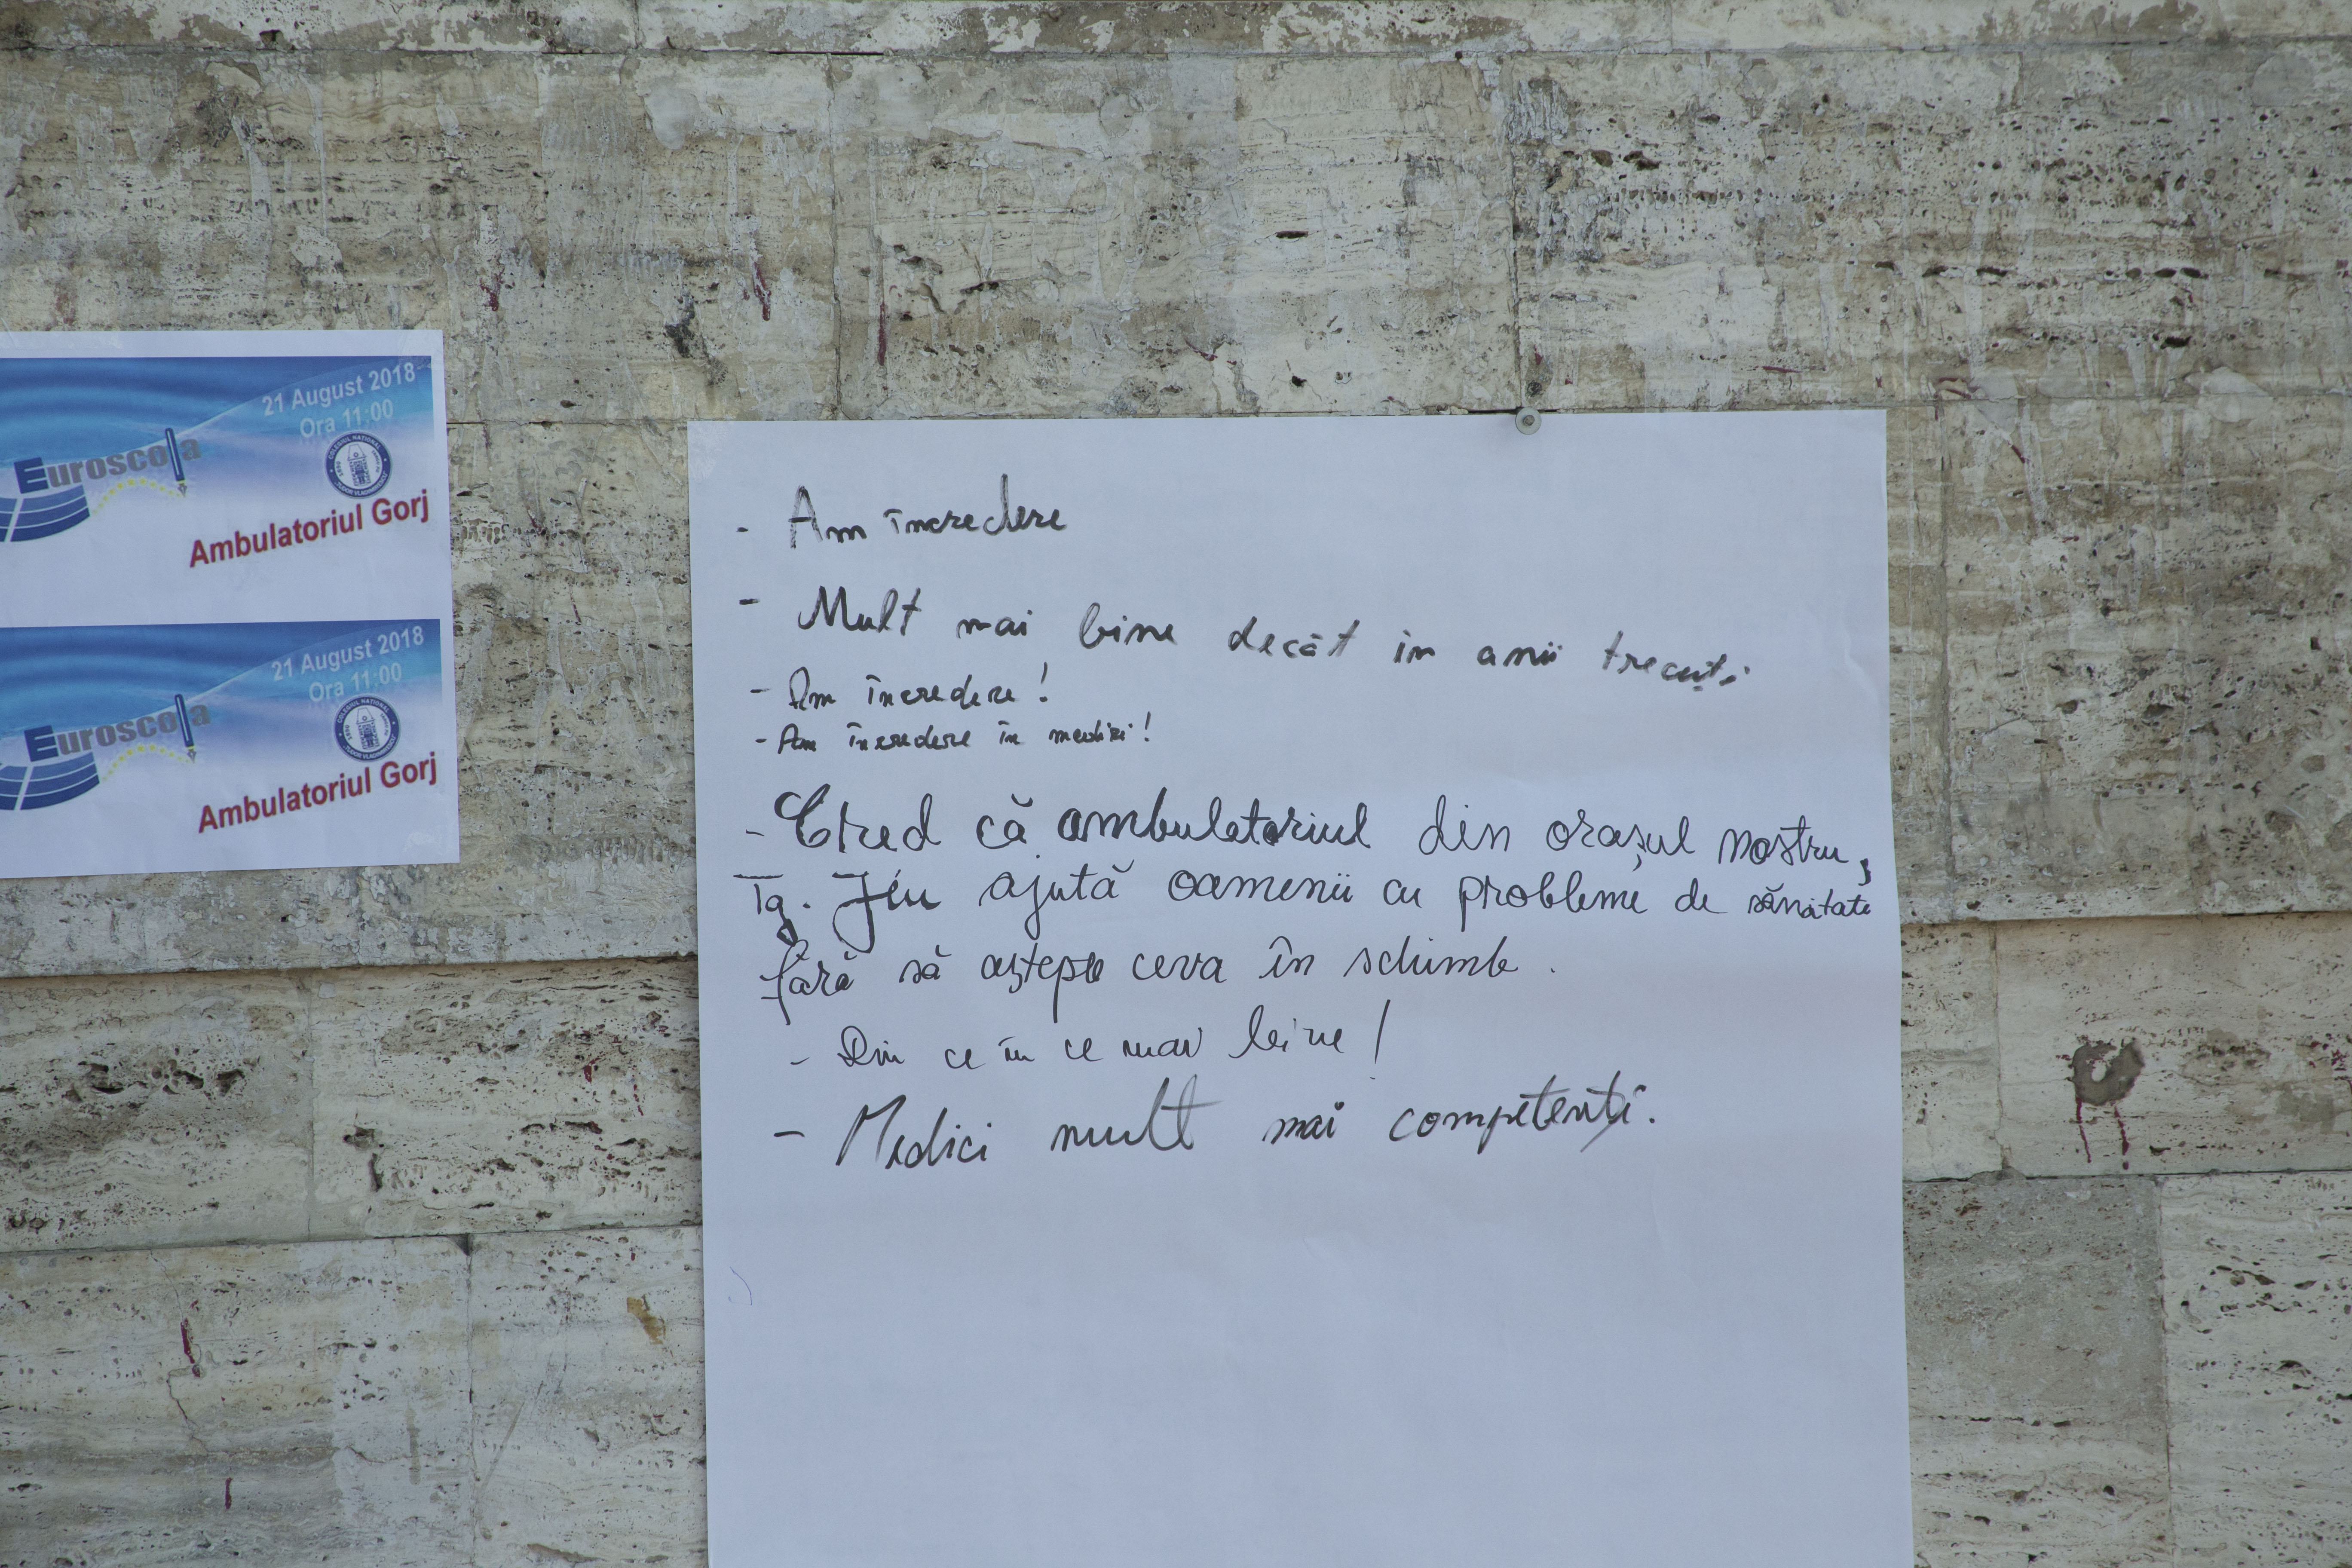 21 August 2018
Ora 11:00
Euroscola
Ambulatoriul Gorj
21 August 2018
Ora 11:00
Euroscola
Ambulatoriul Gorj
- Am încredere
- Mult mai bine decât in anii trecuți
- Am încredere!
- Am încredere în medici!
- Cred că ambulatoriul din orașul nostru,
Tg. Jiu ajută oamenii cu probleme de sănătate
fără să aștepte ceva în schimb.
- Din ce în ce mai bine!
- Medici mult mai competenți.